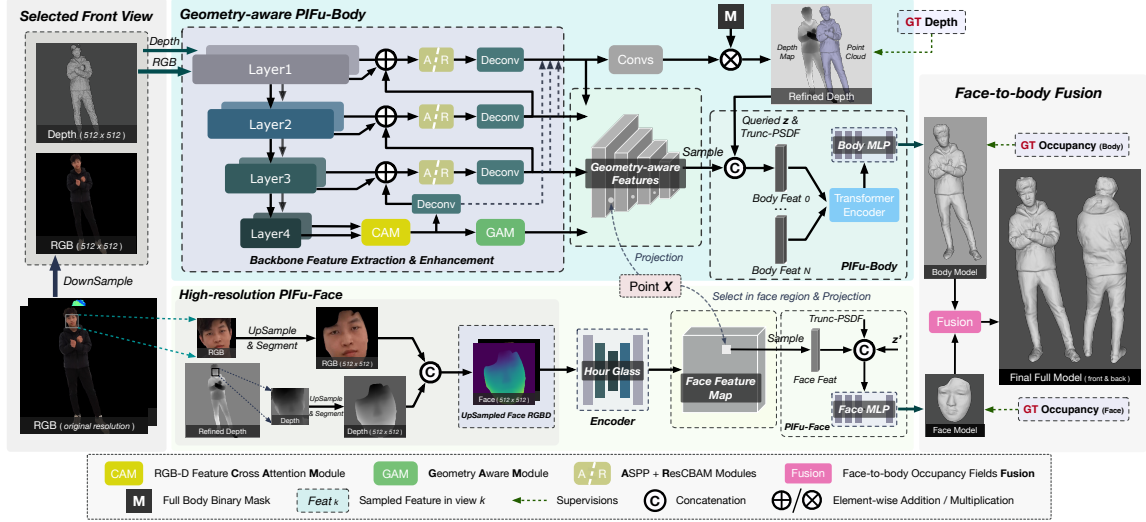 Selected Front View
Depth (512 x 512)
RGB (512 x 512)
DownSample
RGB (original resolution)
Depth
RGB
Geometry-aware PIFu-Body
Layer1
Layer2
Layer3
Layer4
A R
Deconv
A R
Deconv
A R
Deconv
Deconv
CAM
GAM
Backbone Feature Extraction & Enhancement
Convs
M
Depth
Map
Point
Cloud
Refined Depth
GT Depth
Geometry-aware
Features
Sample
Queried z &
Trunc-PSDF
C
Body Feat 0
...
Body Feat N
Body MLP
Transformer
Encoder
PIFu-Body
Projection
Point X
Select in face region & Projection
High-resolution PIFu-Face
RGB
UpSample
& Segment
RGB (512 x 512)
Refined Depth
Depth
UpSample
& Segment
Depth (512 x 512)
C
Face (512 x 512)
UpSampled Face RGBD
Hour Glass
Encoder
Face Feature
Map
Sample
Face Feat
Trunc-PSDF
C
z'
Face MLP
PIFu-Face
Face-to-body Fusion
GT Occupancy (Body)
Body Model
Fusion
Final Full Model (front & back)
Face Model
GT Occupancy (Face)
CAM
RGB-D Feature Cross Attention Module
GAM
Geometry Aware Module
A R
ASPP + ResCBAM Modules
Fusion
Face-to-body Occupancy Fields Fusion
M
Full Body Binary Mask
Feat k
Sampled Feature in view k
Supervisions
C
Concatenation
/
Element-wise Addition / Multiplication